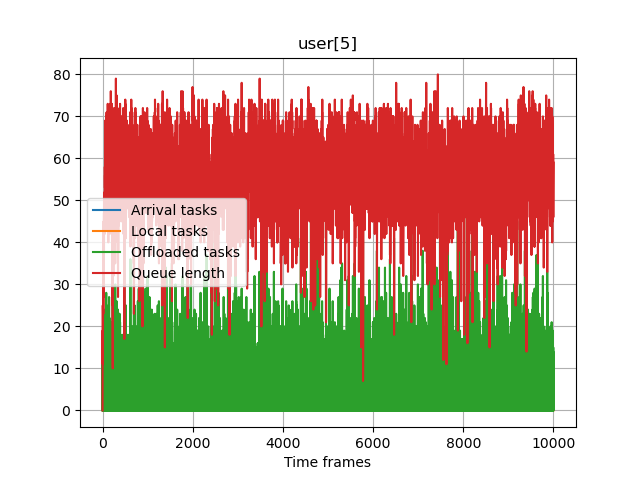 user[5]
80
70
60
50
40
30
20
10
0
Arrival tasks
Local tasks
Offloaded tasks
Queue length
0 2000 4000 6000 8000 10000
Time frames